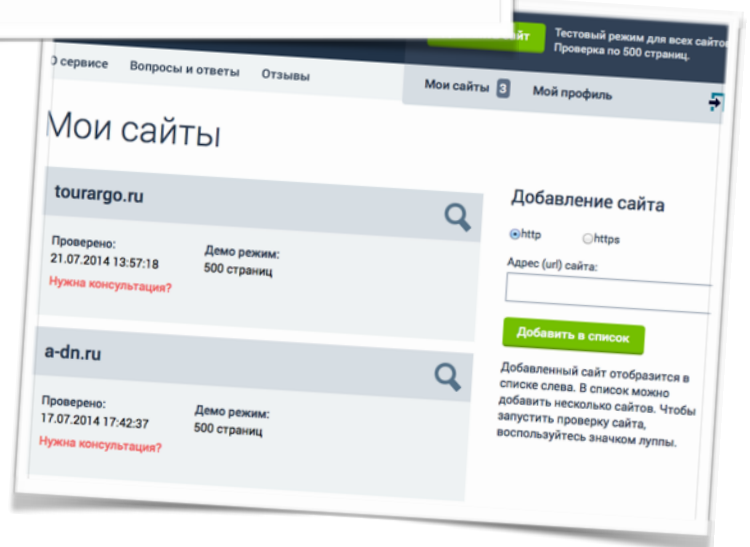 йт
Тестовый режим для всех сайто
Проверка по 500 страниц.
О сервисе Вопросы и ответы Отзывы
Мои сайты 3 Мой профиль
Мои сайты
tourargo.ru
Проверено:
21.07.2014 13:57:18
Демо режим:
500 страниц
Нужна консультация?
a-dn.ru
Проверено:
17.07.2014 17:42:37
Демо режим:
500 страниц
Нужна консультация?
Добавление сайта
http https
Адрес (url) сайта:
Добавить в список
Добавленный сайт отобразится в
списке слева. В список можно
добавить несколько сайтов. Чтобы
запустить проверку сайта,
воспользуйтесь значком луппы.